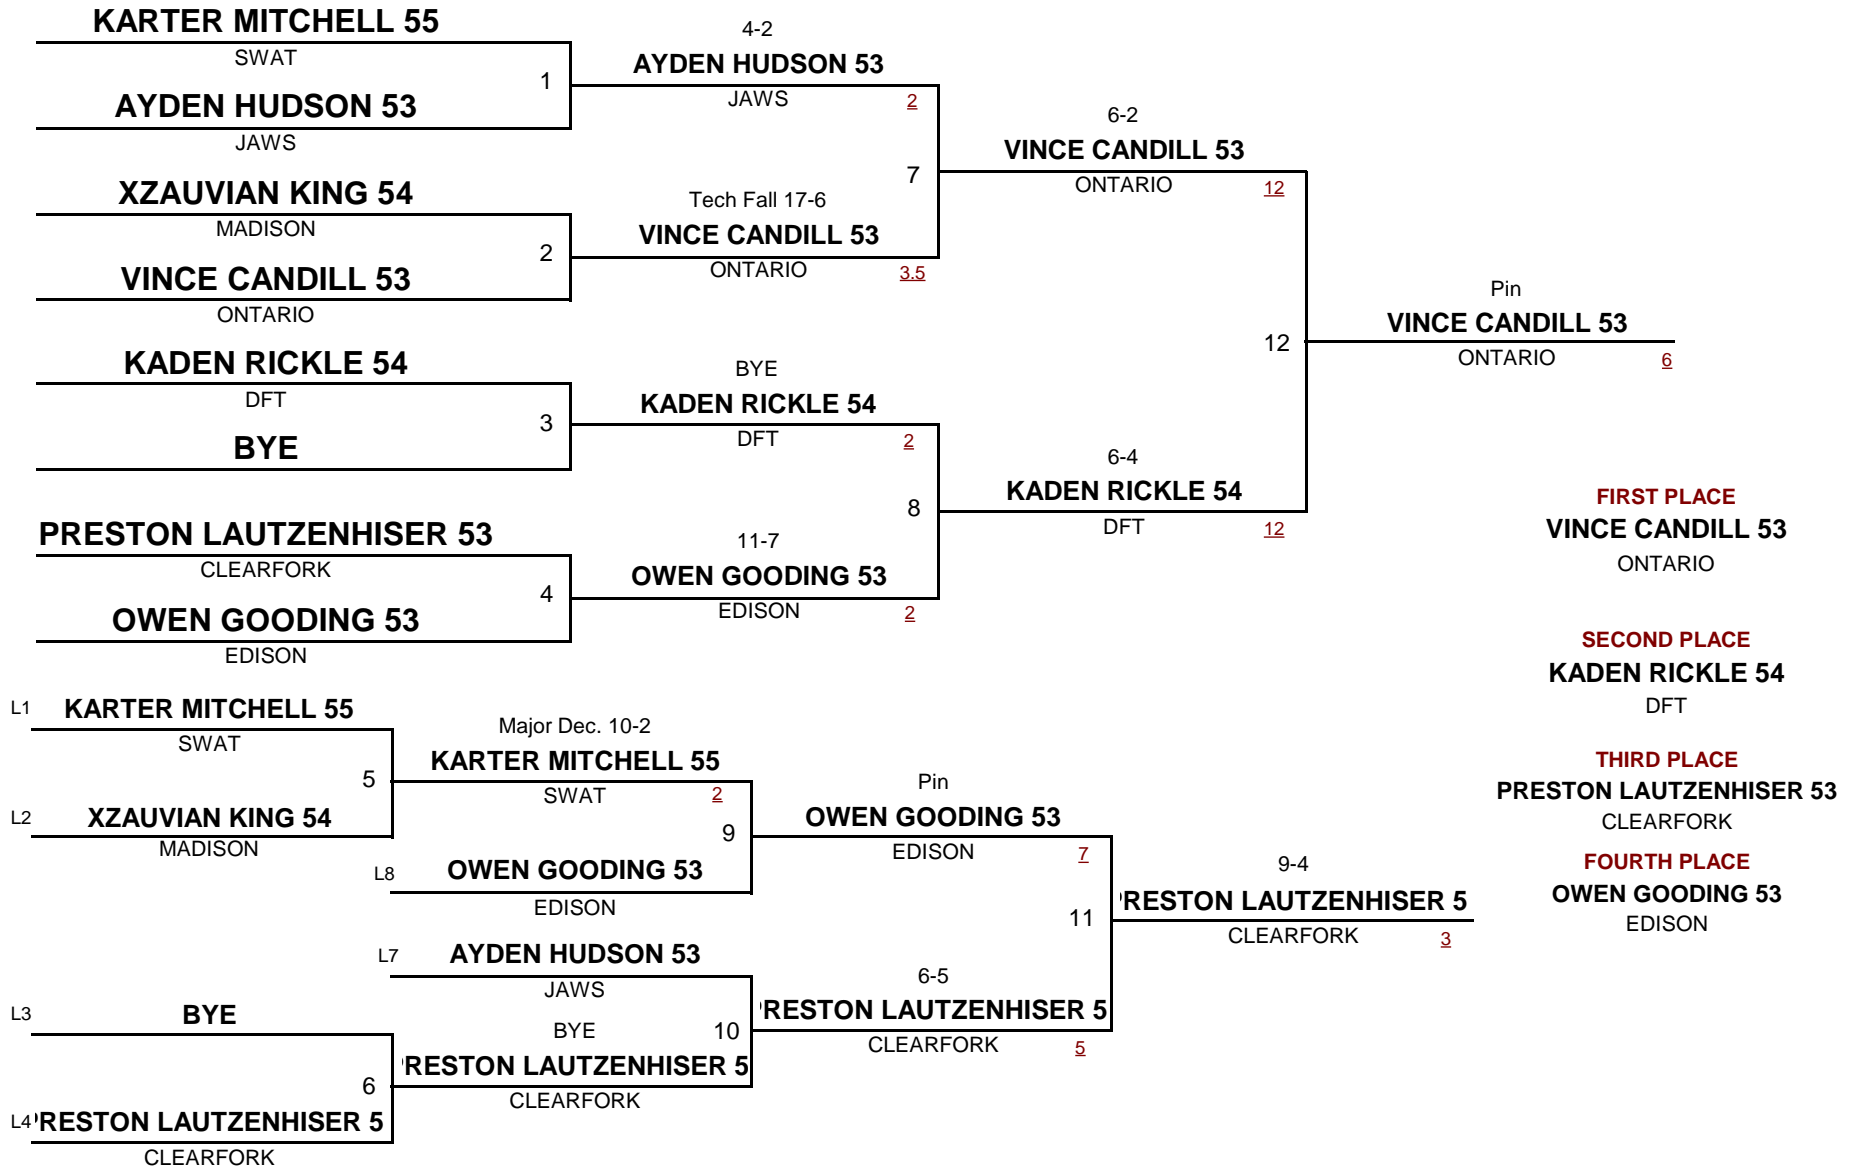 KARTER MITCHELL 55
SWAT
1
AYDEN HUDSON 53
JAWS
4-2
AYDEN HUDSON 53
JAWS
2
XZAUVIAN KING 54
MADISON
2
VINCE CANDILL 53
ONTARIO
Tech Fall 17-6
VINCE CANDILL 53
ONTARIO
3.5
7
6-2
VINCE CANDILL 53
ONTARIO
12
KADEN RICKLE 54
DFT
3
BYE
BYE
KADEN RICKLE 54
DFT
2
PRESTON LAUTZENHISER 53
CLEARFORK
4
OWEN GOODING 53
EDISON
11-7
OWEN GOODING 53
EDISON
2
8
6-4
KADEN RICKLE 54
DFT
12
12
Pin
VINCE CANDILL 53
ONTARIO
6
FIRST PLACE
VINCE CANDILL 53
ONTARIO
SECOND PLACE
KADEN RICKLE 54
DFT
THIRD PLACE
PRESTON LAUTZENHISER 53
CLEARFORK
FOURTH PLACE
OWEN GOODING 53
EDISON
L1
KARTER MITCHELL 55
SWAT
5
L2
XZAUVIAN KING 54
MADISON
Major Dec. 10-2
KARTER MITCHELL 55
SWAT
2
9
L8
OWEN GOODING 53
EDISON
Pin
OWEN GOODING 53
EDISON
7
L7
AYDEN HUDSON 53
JAWS
L3
BYE
6
L4
PRESTON LAUTZENHISER 5
CLEARFORK
BYE
10
PRESTON LAUTZENHISER 5
CLEARFORK
6-5
PRESTON LAUTZENHISER 5
CLEARFORK
5
11
9-4
PRESTON LAUTZENHISER 5
CLEARFORK
3